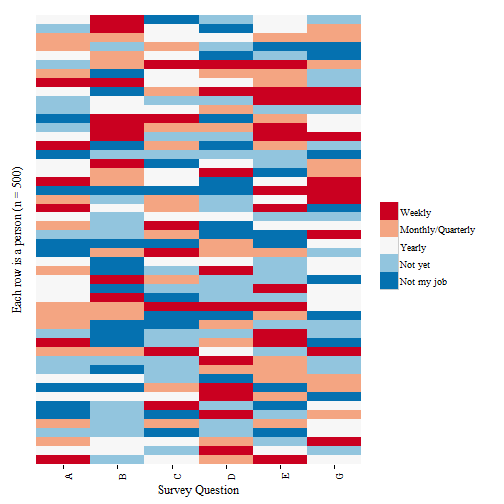 Each row is a person (n = 500)
Weekly
Monthly/Quarterly
Yearly
Not yet
Not my job
A B C D E G
Survey Question